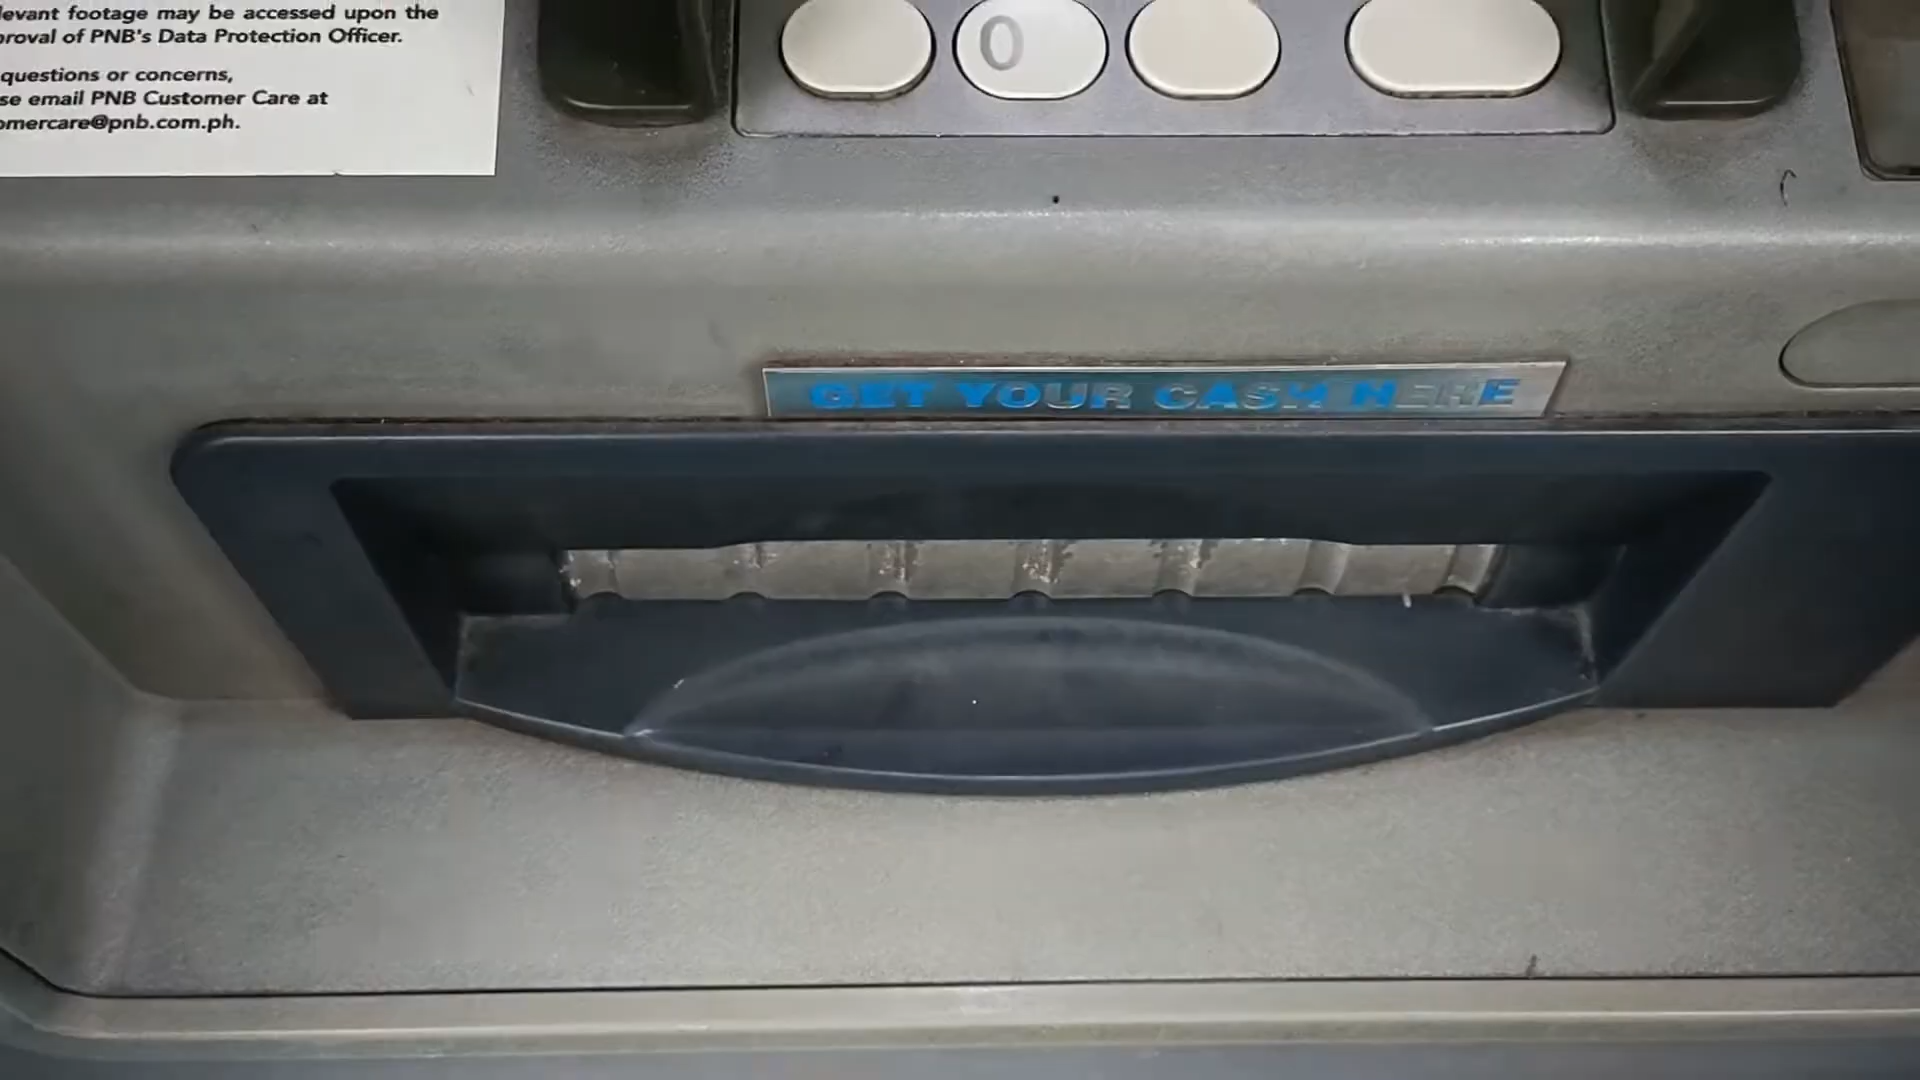 levant footage may be accessed upon the
proval of PNB's Data Protection Officer.
questions or concerns,
se email PNB Customer Care at
omercare@pnb.com.ph.
0
GET YOUR CASH HERE